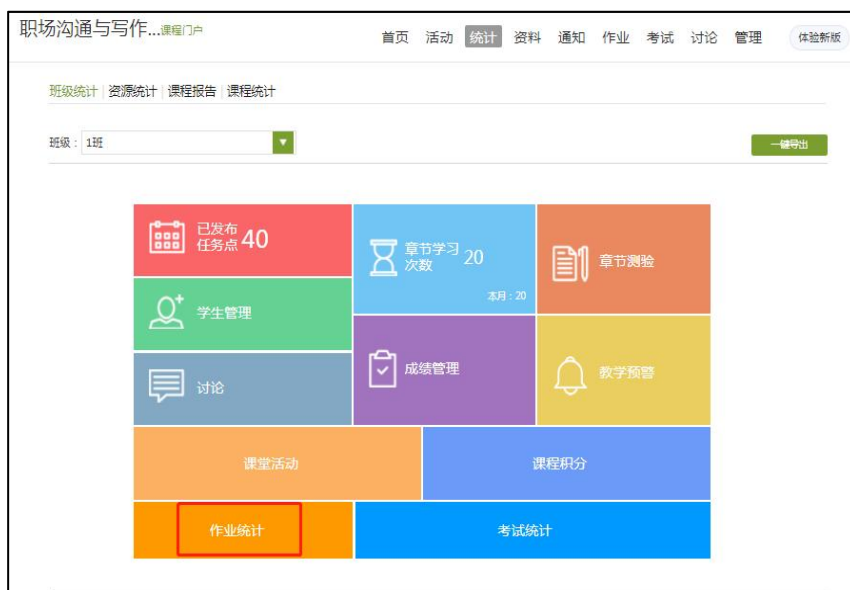 职场沟通与写作...课程门户
首页 活动 统计 资料 通知 作业 考试 讨论 管理 体验新版
班级统计 资源统计 课程报告 课程统计
班级：1班
一键导出
已发布
任务点 40
章节学习
次数 20
本月：20
章节测验
学生管理
成绩管理
教学预警
讨论
课堂活动
课程积分
作业统计
考试统计